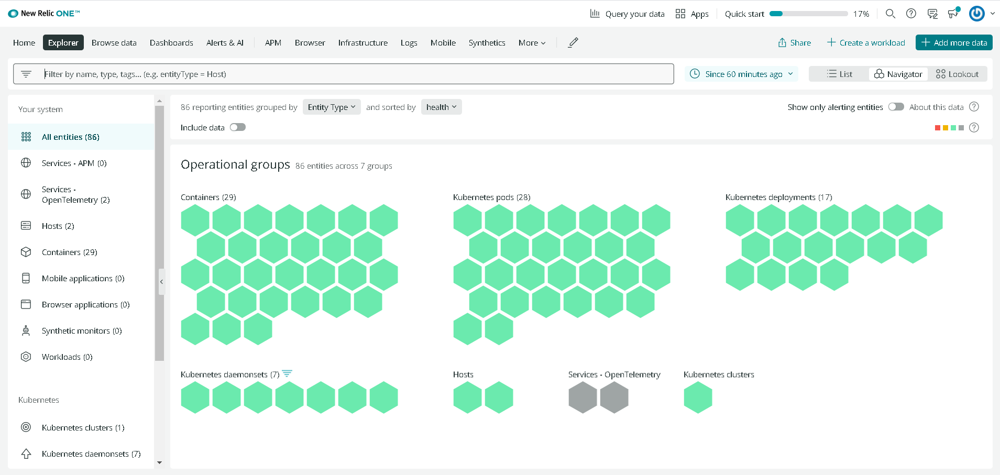 New Relic ONE™
Query your data
Apps
Quick start
17%
Home
Explorer
Browse data
Dashboards
Alerts & AI
APM
Browser
Infrastructure
Logs
Mobile
Synthetics
More
Share
Create a workload
Add more data
Filter by name, type, tags... (e.g. entityType = Host)
Since 60 minutes ago
List
Navigator
Lookout
Your system
All entities (86)
Services - APM (0)
Services -
OpenTelemetry (2)
Hosts (2)
Containers (29)
Mobile applications (0)
Browser applications (0)
Synthetic monitors (0)
Workloads (0)
Kubernetes
Kubernetes clusters (1)
Kubernetes daemonsets (7)
86 reporting entities grouped by
Entity Type
and sorted by
health
Show only alerting entities
About this data
Include data
Operational groups
86 entities across 7 groups
Containers (29)
Kubernetes pods (28)
Kubernetes deployments (17)
Kubernetes daemonsets (7)
Hosts
Services - OpenTelemetry
Kubernetes clusters